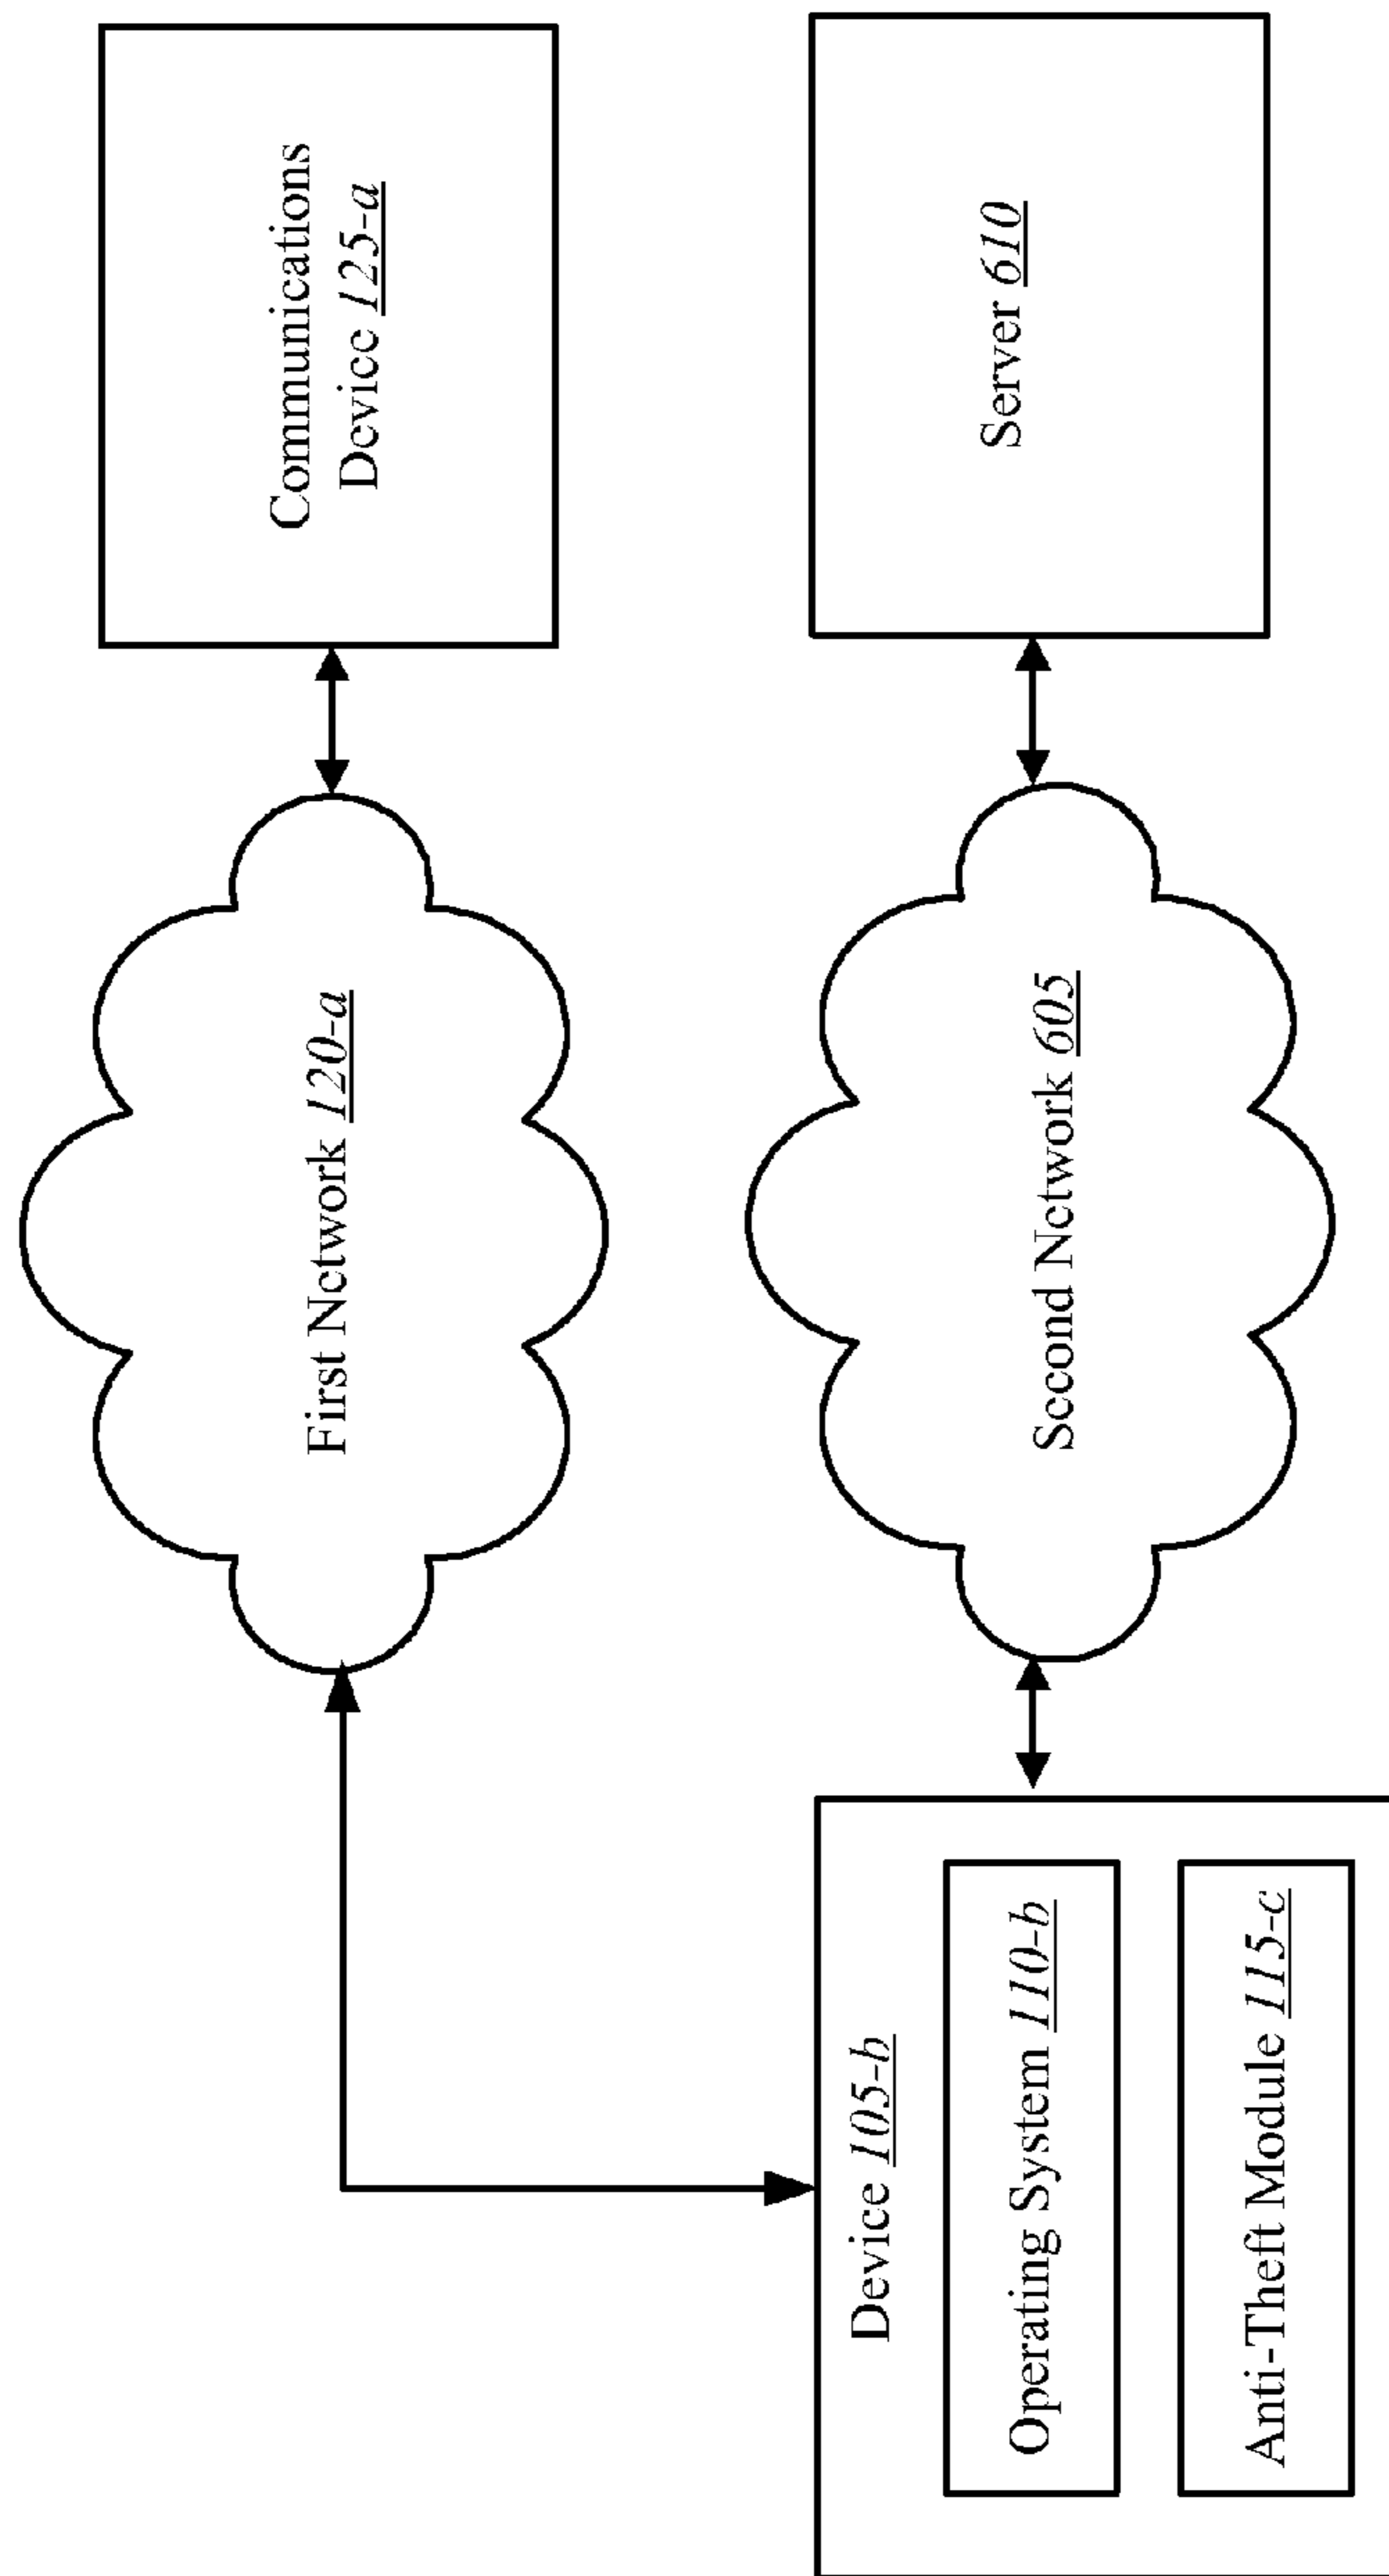 Communications
Device 125-a
First Network 120-a
Server 610
Second Network 605
Device 105-b
Operating System 110-b
Anti-Theft Module 115-c